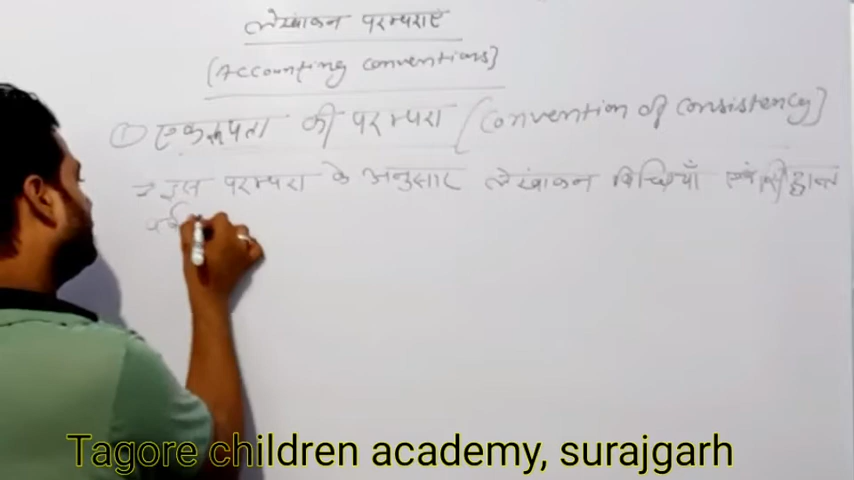 लेखांकन परम्पराएँ
(Accounting conventions)
① एकरूपता की परम्परा (Convention of consistency)
→ इस परम्परा के अनुसार लेखांकन विधियाँ एवं सिद्धान्त
Tagore children academy, surajgarh